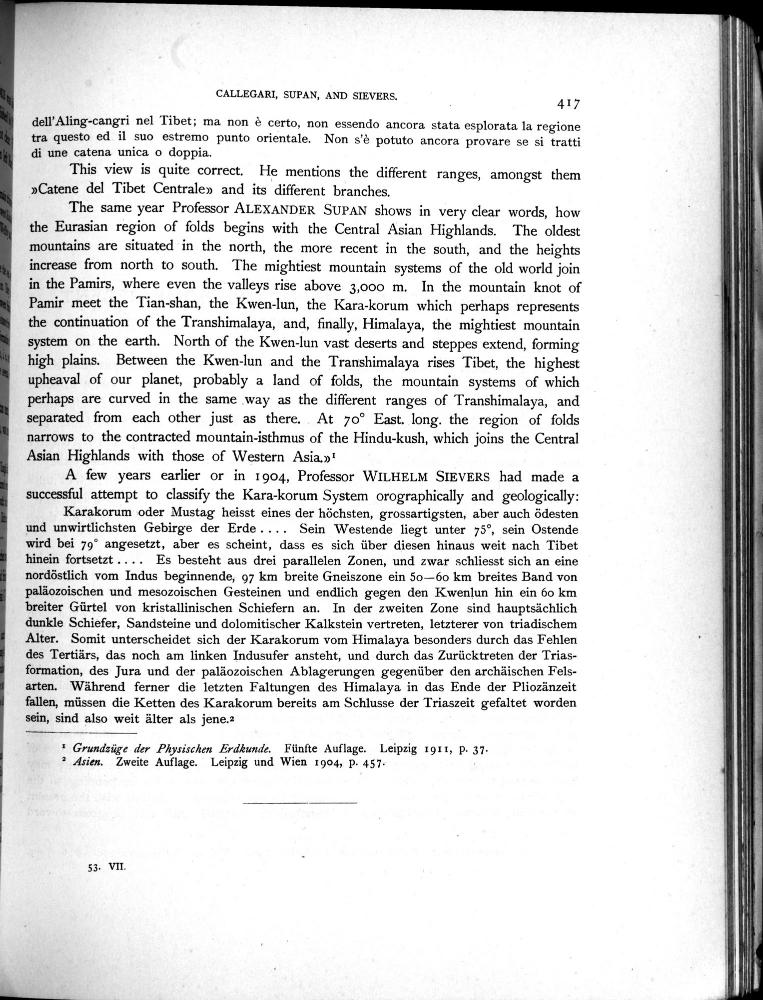 CALLEGARI, SUPAN, AND SIEVERS.
417
dell'Aling-cangri nel Tibet; ma non è certo, non essendo ancora stata esplorata la regione
tra questo ed il suo estremo punto orientale. Non s'è potuto ancora provare se si tratti
di une catena unica o doppia.
This view is quite correct. He mentions the different ranges, amongst them
»Catene del Tibet Centrale» and its different branches.
The same year Professor ALEXANDER SUPAN shows in very clear words, how
the Eurasian region of folds begins with the Central Asian Highlands. The oldest
mountains are situated in the north, the more recent in the south, and the heights
increase from north to south. The mightiest mountain systems of the old world join
in the Pamirs, where even the valleys rise above 3,000 m. In the mountain knot of
Pamir meet the Tian-shan, the Kwen-lun, the Kara-korum which perhaps represents
the continuation of the Transhimalaya, and, finally, Himalaya, the mightiest mountain
system on the earth. North of the Kwen-lun vast deserts and steppes extend, forming
high plains. Between the Kwen-lun and the Transhimalaya rises Tibet, the highest
upheaval of our planet, probably a land of folds, the mountain systems of which
perhaps are curved in the same way as the different ranges of Transhimalaya, and
separated from each other just as there. At 70° East. long. the region of folds
narrows to the contracted mountain-isthmus of the Hindu-kush, which joins the Central
Asian Highlands with those of Western Asia.»¹
A few years earlier or in 1904, Professor WILHELM SIEVERS had made a
successful attempt to classify the Kara-korum System orographically and geologically:
Karakorum oder Mustag heisst eines der höchsten, grossartigsten, aber auch ödesten
und unwirtlichsten Gebirge der Erde .... Sein Westende liegt unter 75°, sein Ostende
wird bei 79° angesetzt, aber es scheint, dass es sich über diesen hinaus weit nach Tibet
hinein fortsetzt .... Es besteht aus drei parallelen Zonen, und zwar schliesst sich an eine
nordöstlich vom Indus beginnende, 97 km breite Gneiszone ein 50—60 km breites Band von
paläozoischen und mesozoischen Gesteinen und endlich gegen den Kwenlun hin ein 60 km
breiter Gürtel von kristallinischen Schiefern an. In der zweiten Zone sind hauptsächlich
dunkle Schiefer, Sandsteine und dolomitischer Kalkstein vertreten, letzterer von triadischem
Alter. Somit unterscheidet sich der Karakorum vom Himalaya besonders durch das Fehlen
des Tertiärs, das noch am linken Indusufer ansteht, und durch das Zurücktreten der Trias-
formation, des Jura und der paläozoischen Ablagerungen gegenüber den archäischen Fels-
arten. Während ferner die letzten Faltungen des Himalaya in das Ende der Pliozänzeit
fallen, müssen die Ketten des Karakorum bereits am Schlusse der Triaszeit gefaltet worden
sein, sind also weit älter als jene.²
¹ Grundzüge der Physischen Erdkunde. Fünfte Auflage. Leipzig 1911, p. 37.
² Asien. Zweite Auflage. Leipzig und Wien 1904, p. 457.
53. VII.